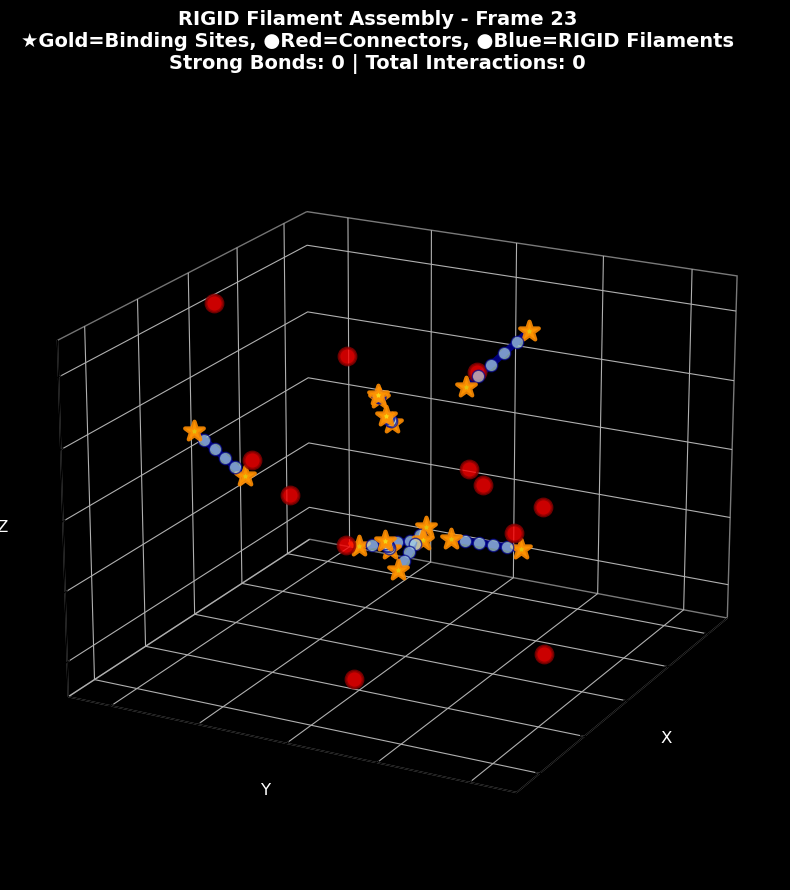 RIGID Filament Assembly - Frame 23
★Gold=Binding Sites, ●Red=Connectors, ●Blue=RIGID Filaments
Strong Bonds: 0 | Total Interactions: 0
Z
X
Y